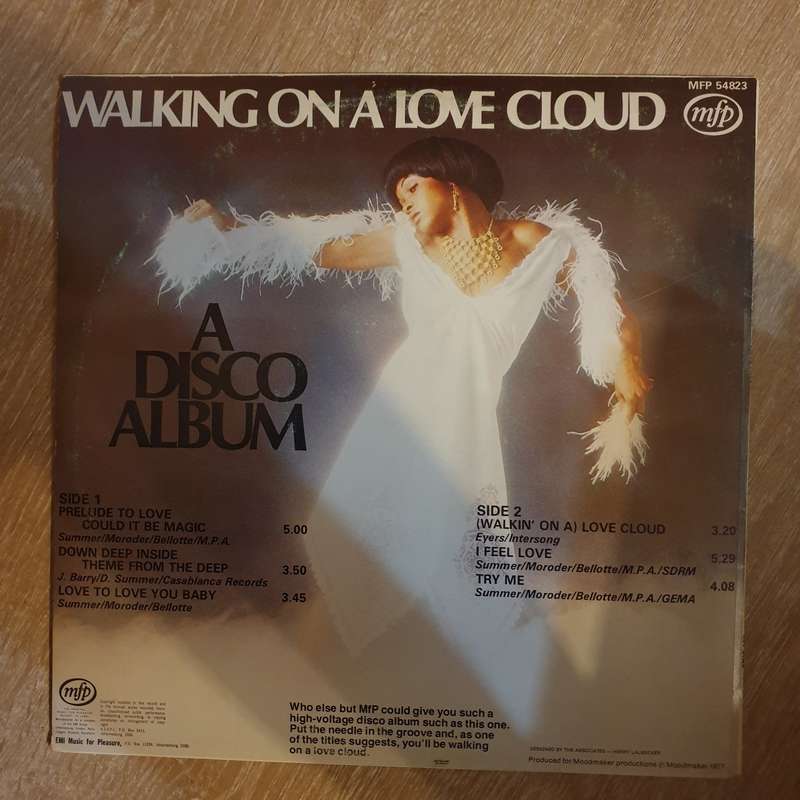 MFP 54823
WALKING ON A LOVE CLOUD
mfp
A
DISCO
ALBUM
SIDE 1
PRELUDE TO LOVE
COULD IT BE MAGIC 5.00
Summer/Moroder/Bellotte/M.P.A.
DOWN DEEP INSIDE
THEME FROM THE DEEP 3.50
J. Barry/D. Summer/Casablanca Records
LOVE TO LOVE YOU BABY 3.45
Summer/Moroder/Bellotte
SIDE 2
(WALKIN' ON A) LOVE CLOUD 3.20
Eyers/Intersong
I FEEL LOVE 5.29
Summer/Moroder/Bellotte/M.P.A./SDRM
TRY ME 4.08
Summer/Moroder/Bellotte/M.P.A./GEMA
mfp
EMI Music for Pleasure,
Who else but MfP could give you such a
high-voltage disco album such as this one.
Put the needle in the groove and, as one
of the titles suggests, you'll be walking
on a love cloud.
DESIGNED BY THE ASSOCIATES
Produced for Moodmaker productions Ⓟ Moodmaker 1977